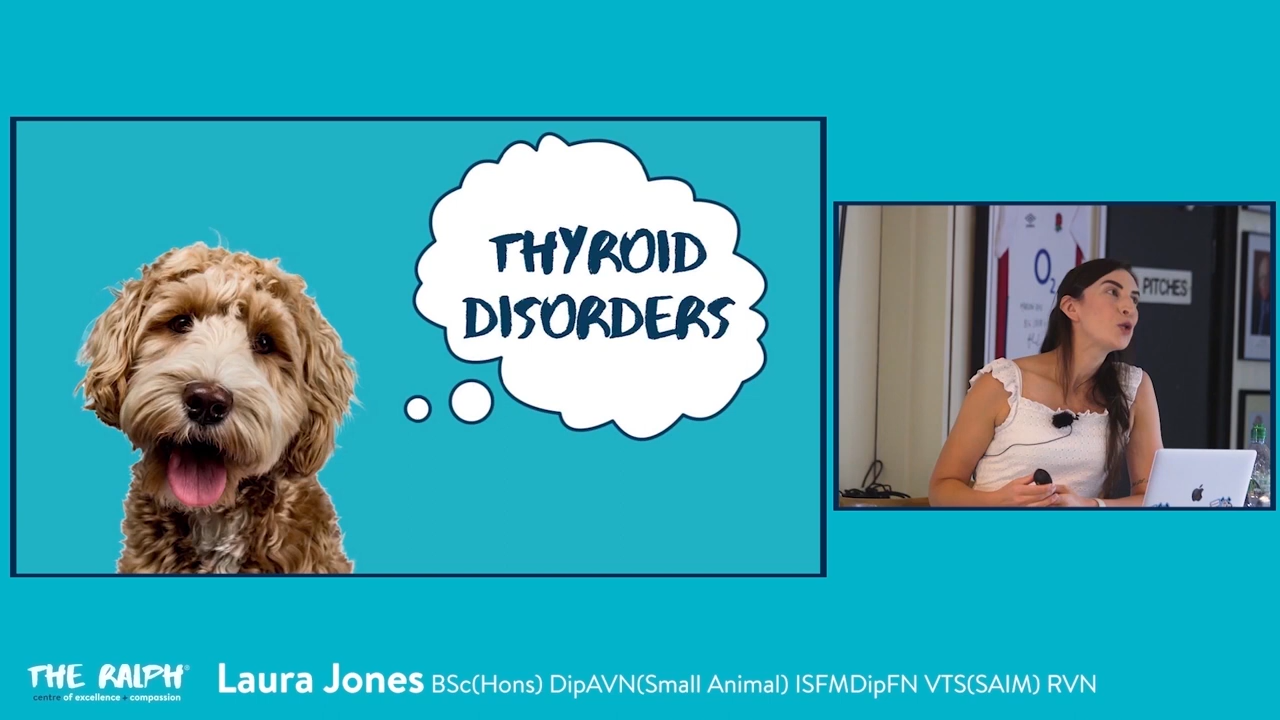 THYROID
DISORDERS
O2
PITCHES
THE RALPH®
centre of excellence + compassion
Laura Jones BSc(Hons) DipAVN(Small Animal) ISFMDipFN VTS(SAIM) RVN